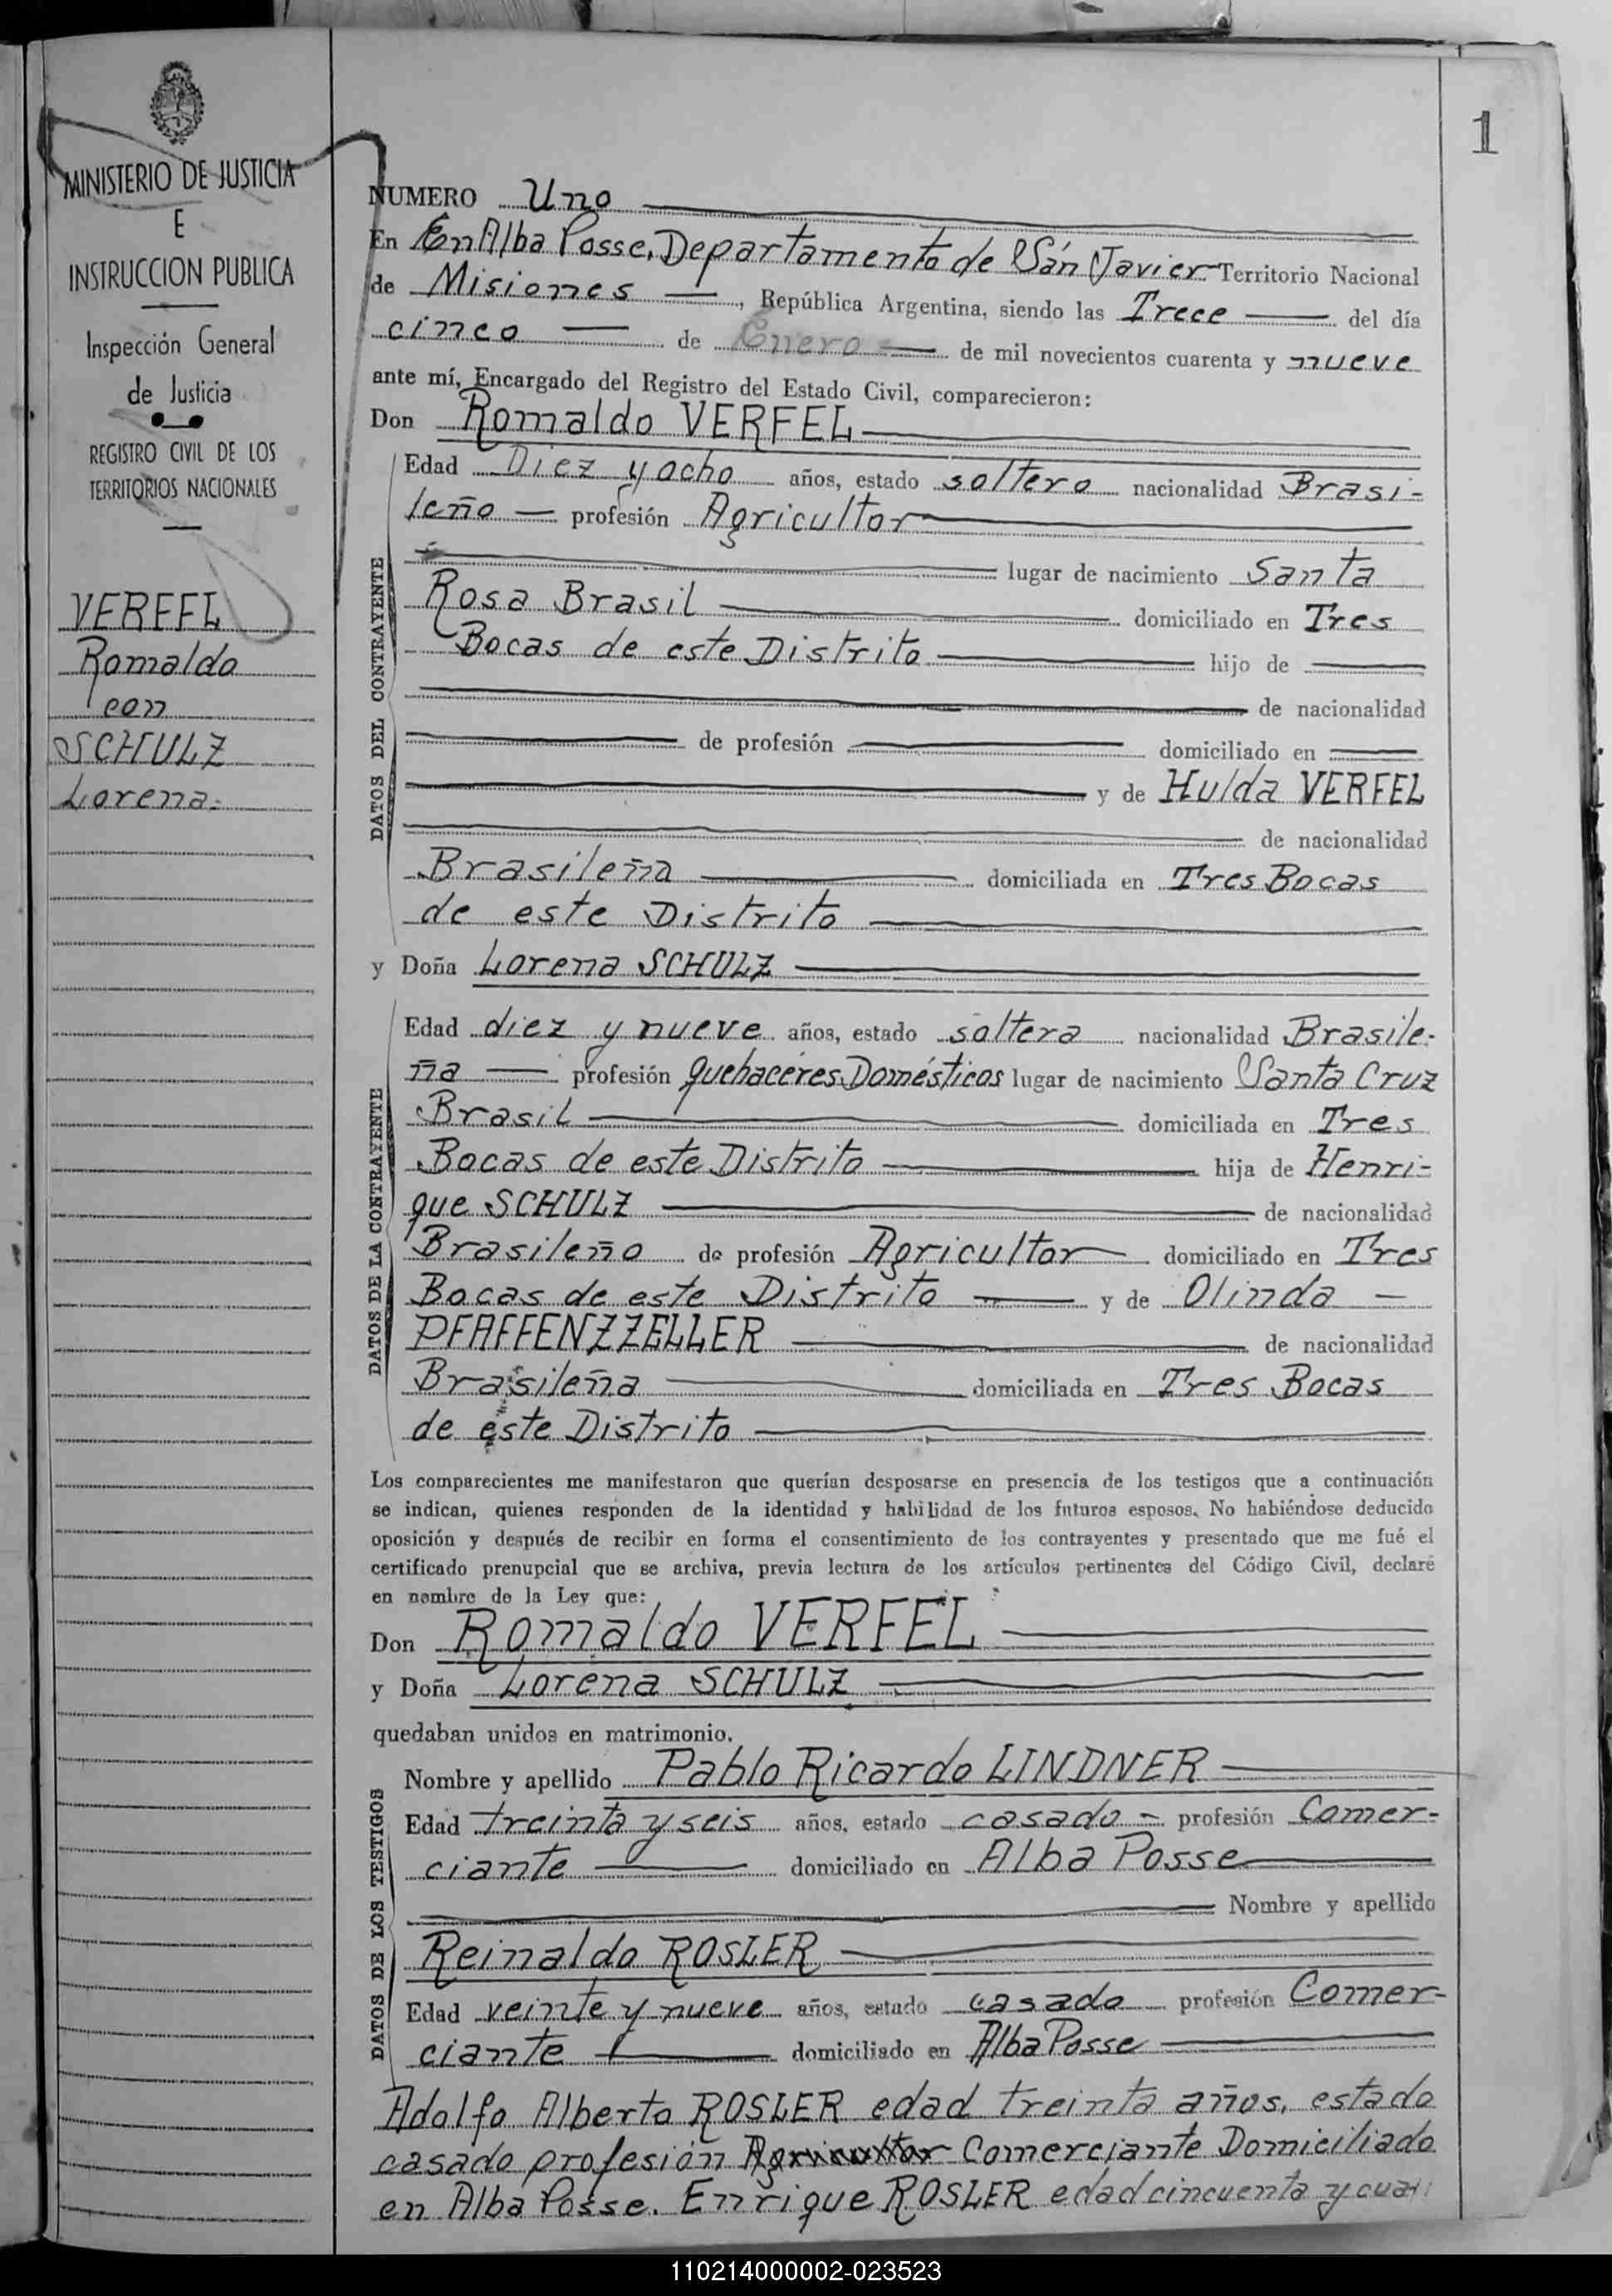 MINISTERIO DE JUSTICIA
E
INSTRUCCION PUBLICA
Inspección General
de Justicia
REGISTRO CIVIL DE LOS
TERRITORIOS NACIONALES
VERFEL
Romaldo
con
SCHULZ
Lorena.
1
NUMERO Uno
En En Alba Posse, Departamento de San Javier Territorio Nacional
de Misiones, República Argentina, siendo las Trece del día
cinco de Enero de mil novecientos cuarenta y nueve
ante mí, Encargado del Registro del Estado Civil, comparecieron:
Don Romaldo VERFEL
DATOS DEL CONTRAYENTE
Edad Diez y ocho años, estado soltero nacionalidad Brasi-
leño profesión Agricultor
lugar de nacimiento Santa
Rosa Brasil domiciliado en Tres
Bocas de este Distrito hijo de
de nacionalidad
de profesión domiciliado en
y de Hulda VERFEL
de nacionalidad
Brasileña domiciliada en Tres Bocas
de este Distrito
y Doña Lorena SCHULZ
DATOS DE LA CONTRAYENTE
Edad diez y nueve años, estado soltera nacionalidad Brasile-
ña profesión quehaceres Domésticos lugar de nacimiento Santa Cruz
Brasil domiciliada en Tres
Bocas de este Distrito hija de Henri-
que SCHULZ de nacionalidad
Brasileño de profesión Agricultor domiciliado en Tres
Bocas de este Distrito y de Olinda
PFAFFENZZELLER de nacionalidad
Brasileña domiciliada en Tres Bocas
de este Distrito
Los comparecientes me manifestaron que querían desposarse en presencia de los testigos que a continuación
se indican, quienes responden de la identidad y habilidad de los futuros esposos. No habiéndose deducido
oposición y después de recibir en forma el consentimiento de los contrayentes y presentado que me fué el
certificado prenupcial que se archiva, previa lectura de los artículos pertinentes del Código Civil, declaré
en nombre de la Ley que:
Don Romaldo VERFEL
y Doña Lorena SCHULZ
quedaban unidos en matrimonio.
DATOS DE LOS TESTIGOS
Nombre y apellido Pablo Ricardo LINDNER
Edad treinta y seis años, estado casado profesión Comer-
ciante domiciliado en Alba Posse
Nombre y apellido
Reinaldo ROSLER
Edad veinte y nueve años, estado casado profesión Comer-
ciante domiciliado en Alba Posse
Adolfo Alberto ROSLER edad treinta años, estado
casado profesión Agricultor Comerciante Domiciliado
en Alba Posse. Enrique ROSLER edad cincuenta y cua
110214000002-023523